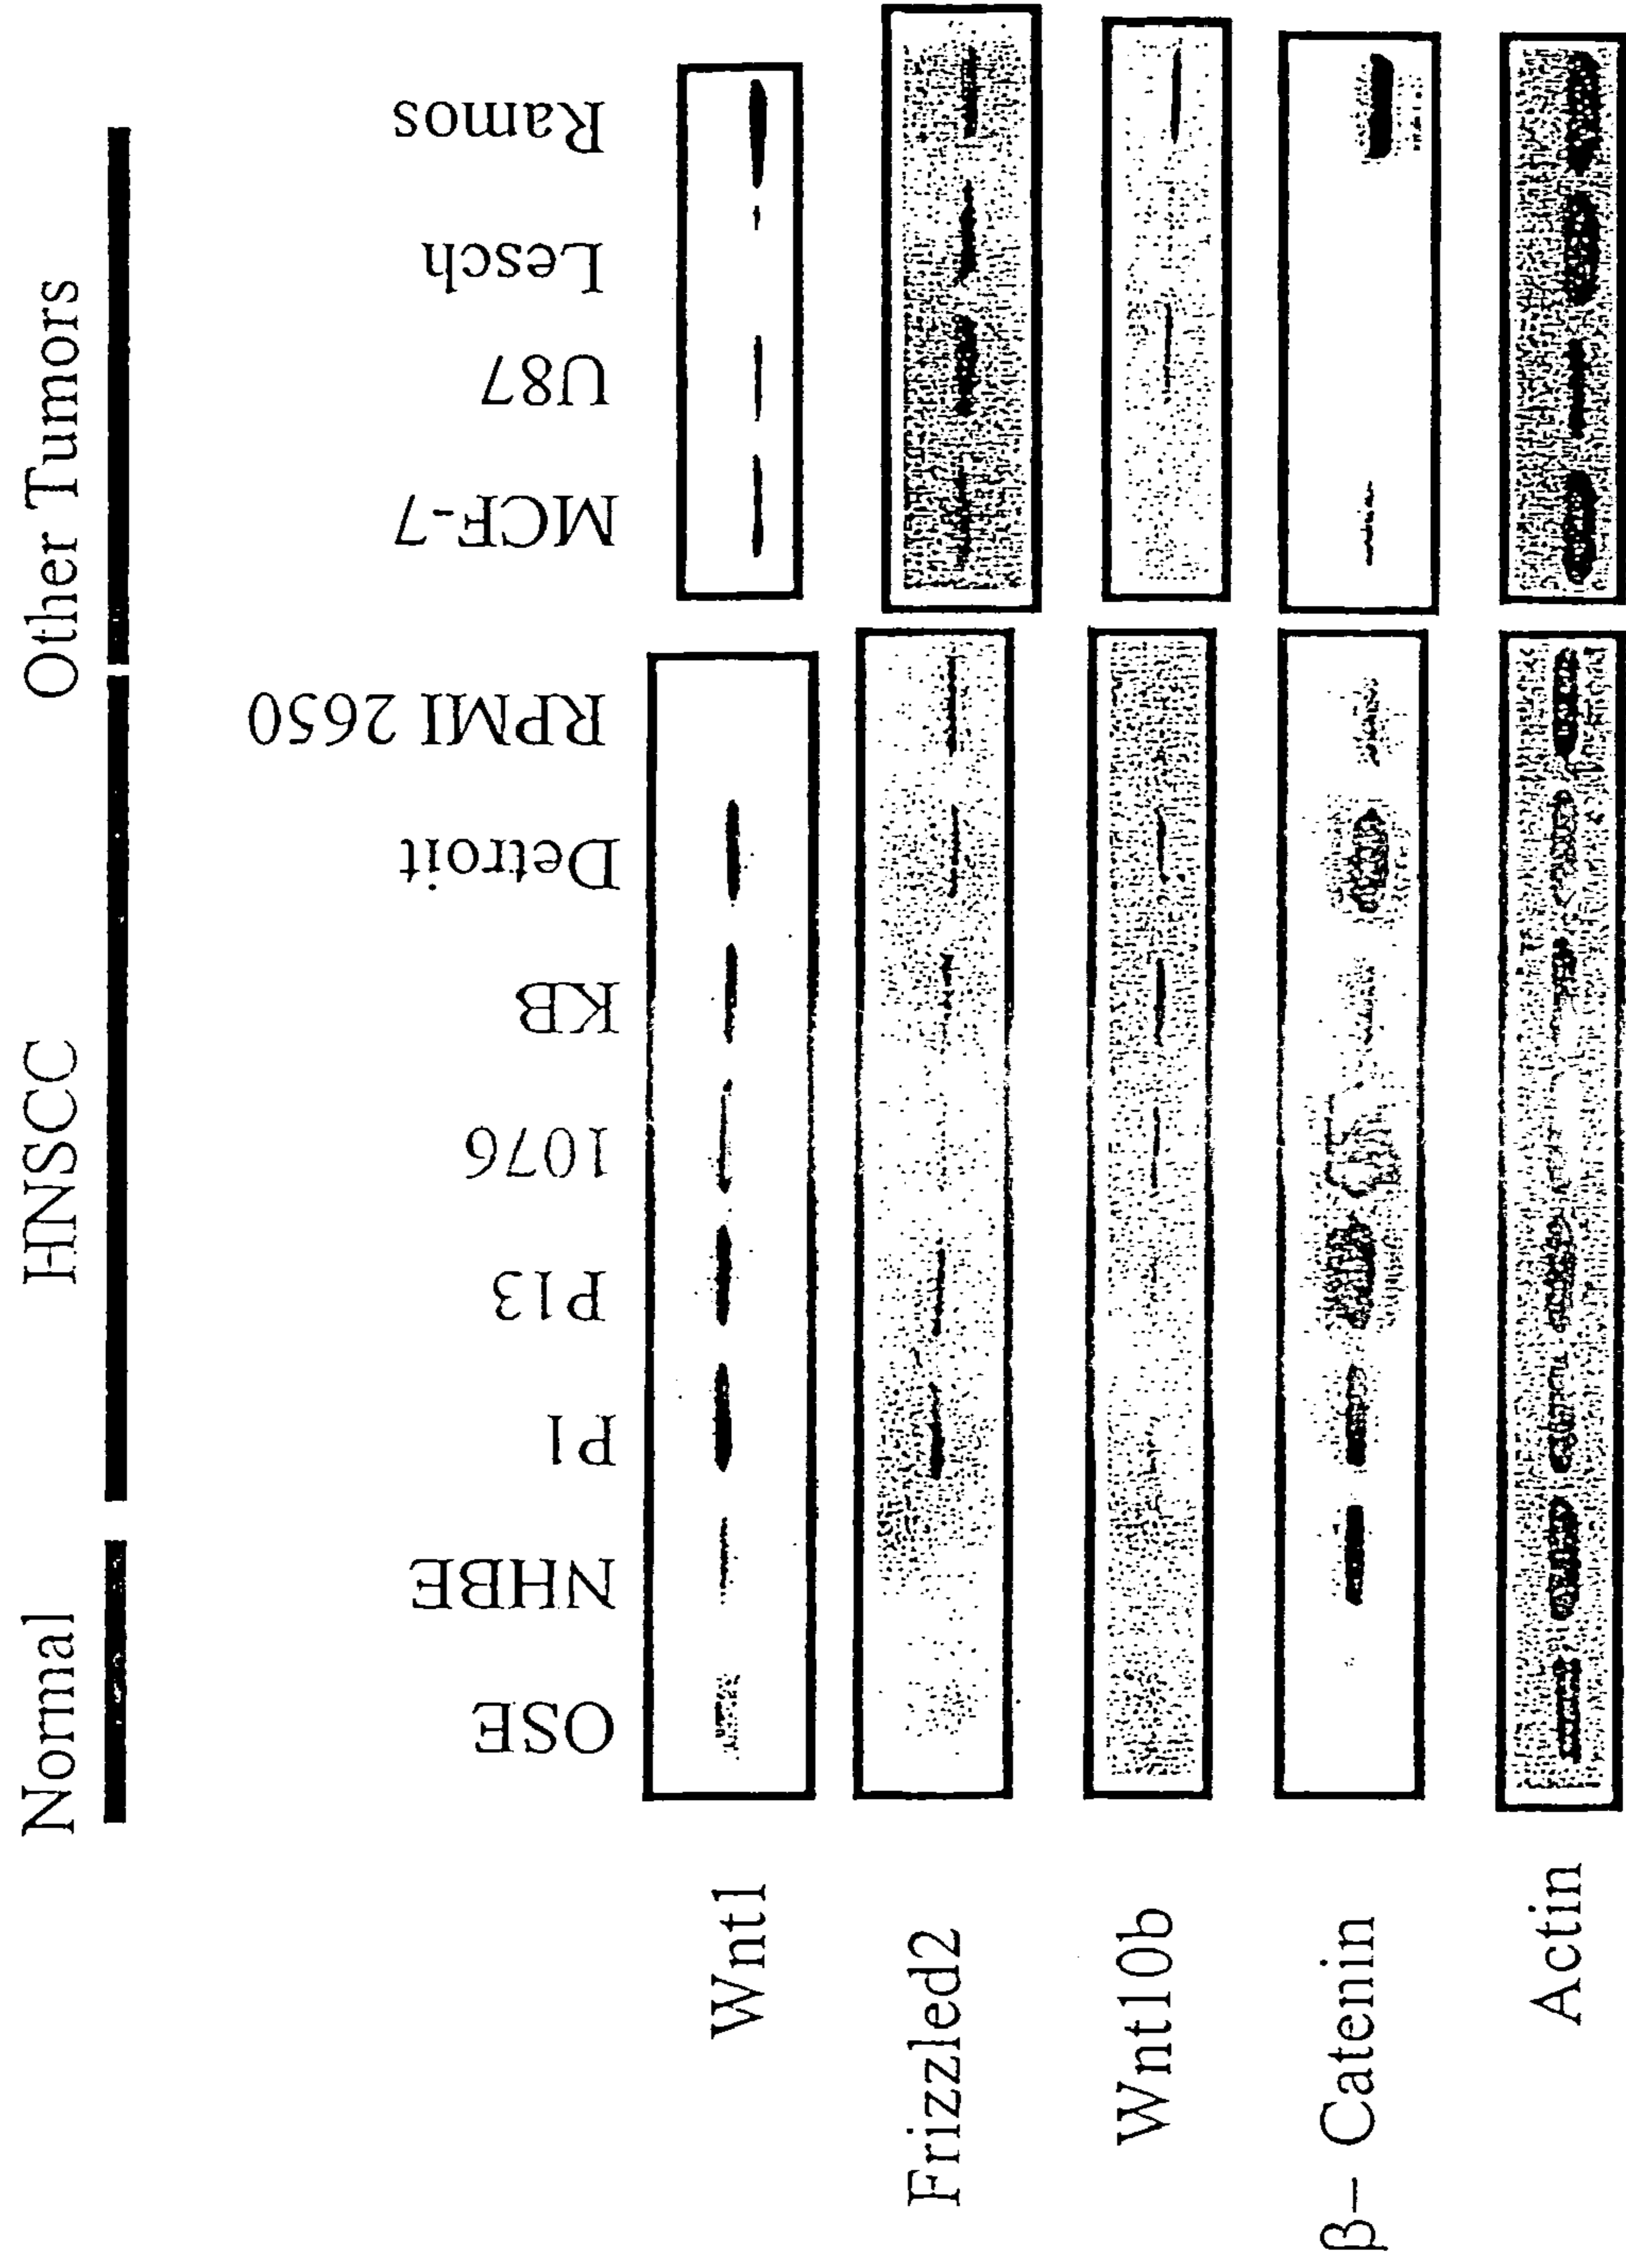 Normal
HNSCC
Other Tumors
OSE
NHBE
P1
P13
1076
KB
Detroit
RPMI 2650
MCF-7
U87
Lesch
Ramos
Wnt1
Frizzled2
Wnt10b
β- Catenin
Actin